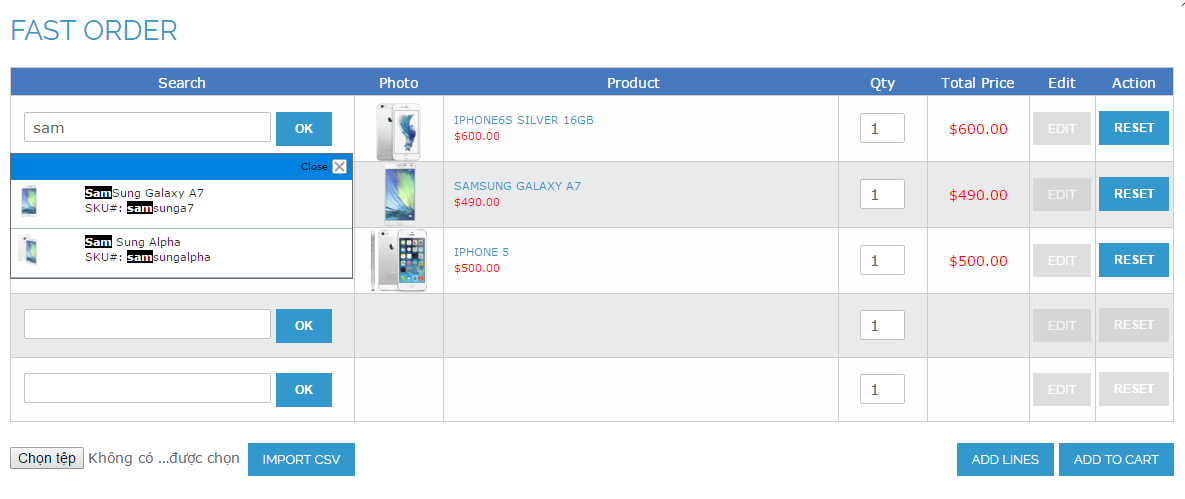 FAST ORDER
Search Photo Product Qty Total Price Edit Action
sam OK IPHONE6S SILVER 16GB 1 $600.00 EDIT RESET
$600.00
Close
SamSung Galaxy A7
SKU#: samsunga7
SAMSUNG GALAXY A7 1 $490.00 EDIT RESET
$490.00
Sam Sung Alpha
SKU#: samsungalpha
IPHONE 5 1 $500.00 EDIT RESET
$500.00
OK 1 EDIT RESET
OK 1 EDIT RESET
Chọn tệp Không có ...được chọn IMPORT CSV ADD LINES ADD TO CART